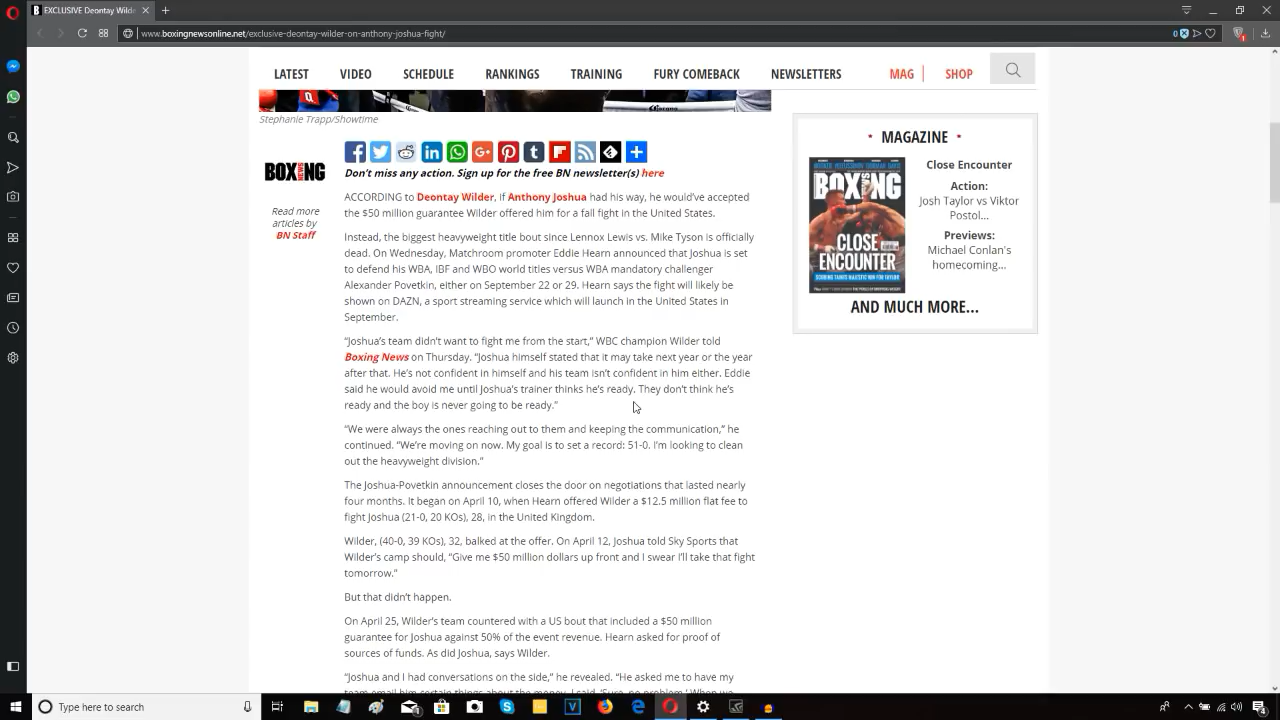 EXCLUSIVE Deontay Wilde
www.boxingnewsonline.net/exclusive-deontay-wilder-on-anthony-joshua-fight/
0
LATEST VIDEO SCHEDULE RANKINGS TRAINING FURY COMEBACK NEWSLETTERS MAG SHOP
Stephanie Trapp/Showtime
BOXING NEWS
Read more
articles by
BN Staff
Don't miss any action. Sign up for the free BN newsletter(s) here
ACCORDING to Deontay Wilder, if Anthony Joshua had his way, he would've accepted
the $50 million guarantee Wilder offered him for a fall fight in the United States.
Instead, the biggest heavyweight title bout since Lennox Lewis vs. Mike Tyson is officially
dead. On Wednesday, Matchroom promoter Eddie Hearn announced that Joshua is set
to defend his WBA, IBF and WBO world titles versus WBA mandatory challenger
Alexander Povetkin, either on September 22 or 29. Hearn says the fight will likely be
shown on DAZN, a sport streaming service which will launch in the United States in
September.
“Joshua's team didn't want to fight me from the start,” WBC champion Wilder told
Boxing News on Thursday. “Joshua himself stated that it may take next year or the year
after that. He's not confident in himself and his team isn't confident in him either. Eddie
said he would avoid me until Joshua's trainer thinks he's ready. They don't think he's
ready and the boy is never going to be ready.”
“We were always the ones reaching out to them and keeping the communication,” he
continued. “We're moving on now. My goal is to set a record: 51-0. I'm looking to clean
out the heavyweight division.”
The Joshua-Povetkin announcement closes the door on negotiations that lasted nearly
four months. It began on April 10, when Hearn offered Wilder a $12.5 million flat fee to
fight Joshua (21-0, 20 KOs), 28, in the United Kingdom.
Wilder, (40-0, 39 KOs), 32, balked at the offer. On April 12, Joshua told Sky Sports that
Wilder's camp should, “Give me $50 million dollars up front and I swear I'll take that fight
tomorrow.”
But that didn't happen.
On April 25, Wilder's team countered with a US bout that included a $50 million
guarantee for Joshua against 50% of the event revenue. Hearn asked for proof of
sources of funds. As did Joshua, says Wilder.
“Joshua and I had conversations on the side,” he revealed. “He asked me to have my
team email him certain things about the money. I said, 'Sure, no problem.' When we
MAGAZINE
BOXING
CLOSE
ENCOUNTER
Close Encounter
Action:
Josh Taylor vs Viktor
Postol...
Previews:
Michael Conlan's
homecoming...
AND MUCH MORE...
Type here to search